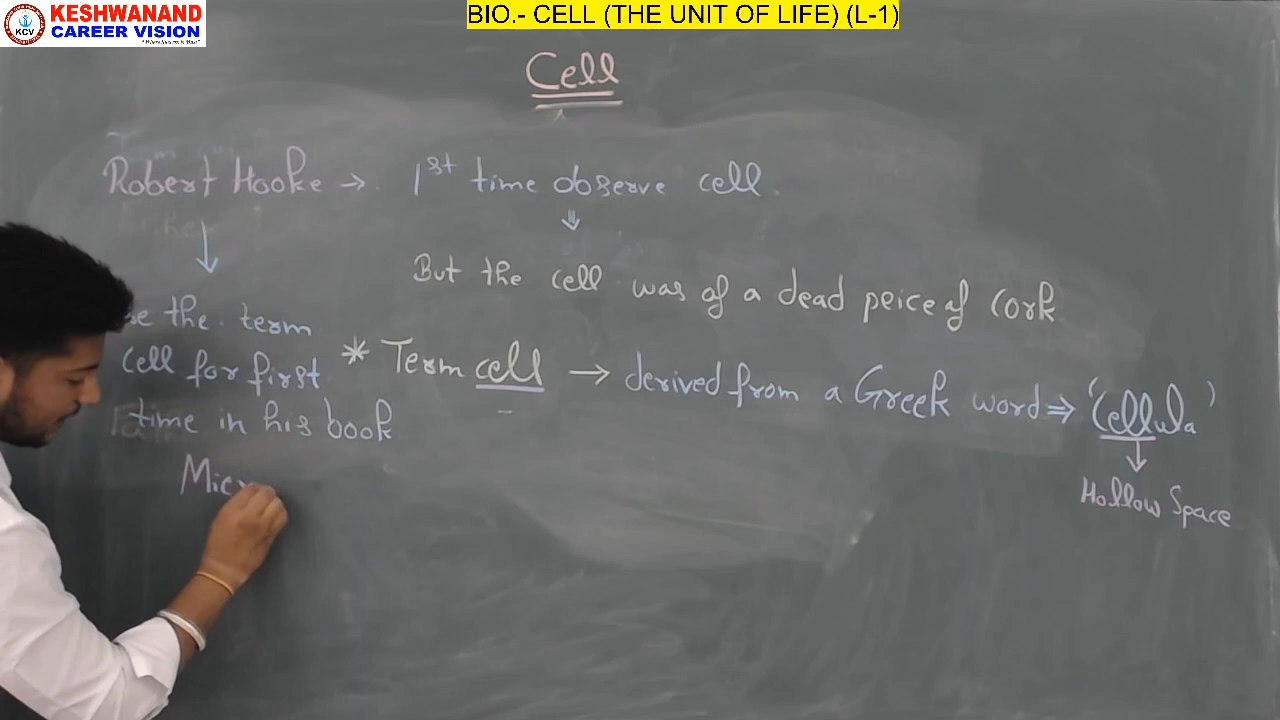 KESHWANAND
CAREER VISION
KCV
BIO.- CELL (THE UNIT OF LIFE) (L-1)
Cell
Robert Hooke → 1st time observe cell.
↓ ⇓
But the cell was of a dead peice of Cork
the term
Cell for first
time in his book
* Term cell → derived from a Greek word ⇒ 'Cellula'
↓
Hollow Space
Mic